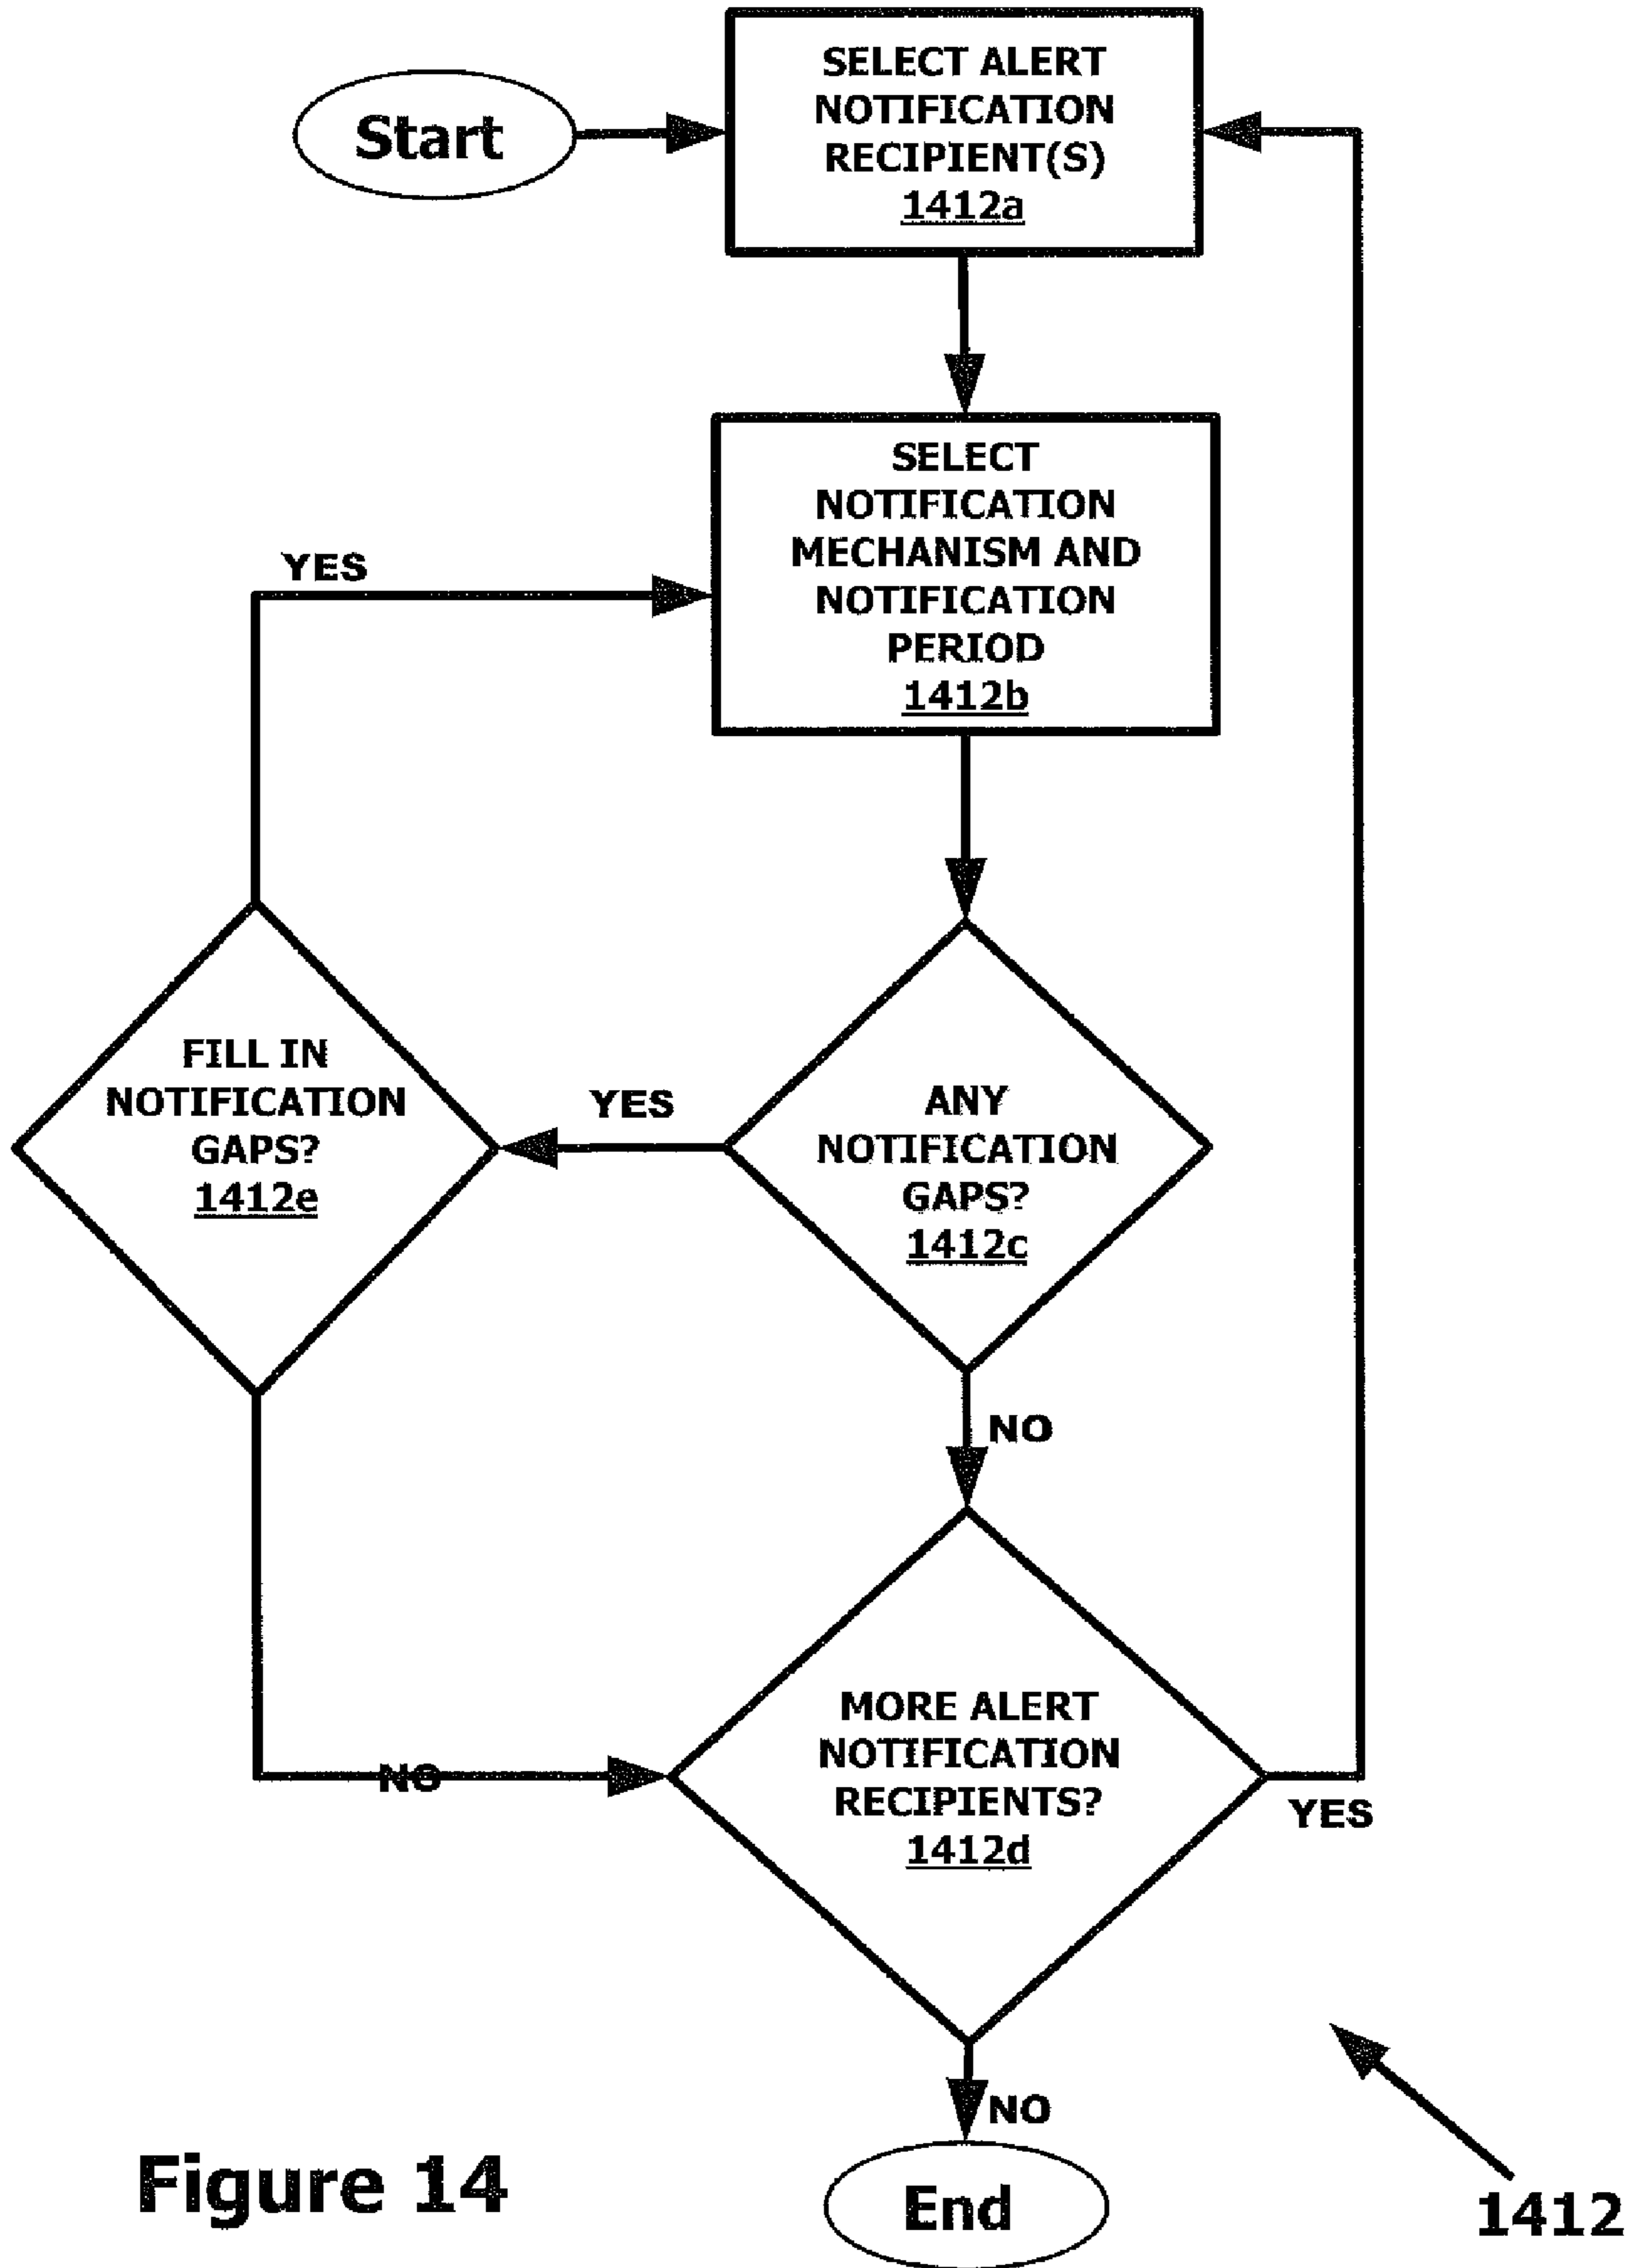 Start
SELECT ALERT
NOTIFICATION
RECIPIENT(S)
1412a
SELECT
NOTIFICATION
MECHANISM AND
NOTIFICATION
PERIOD
1412b
YES
FILL IN
NOTIFICATION
GAPS?
1412e
YES
ANY
NOTIFICATION
GAPS?
1412c
NO
NO
MORE ALERT
NOTIFICATION
RECIPIENTS?
1412d
YES
NO
End
Figure 14
1412